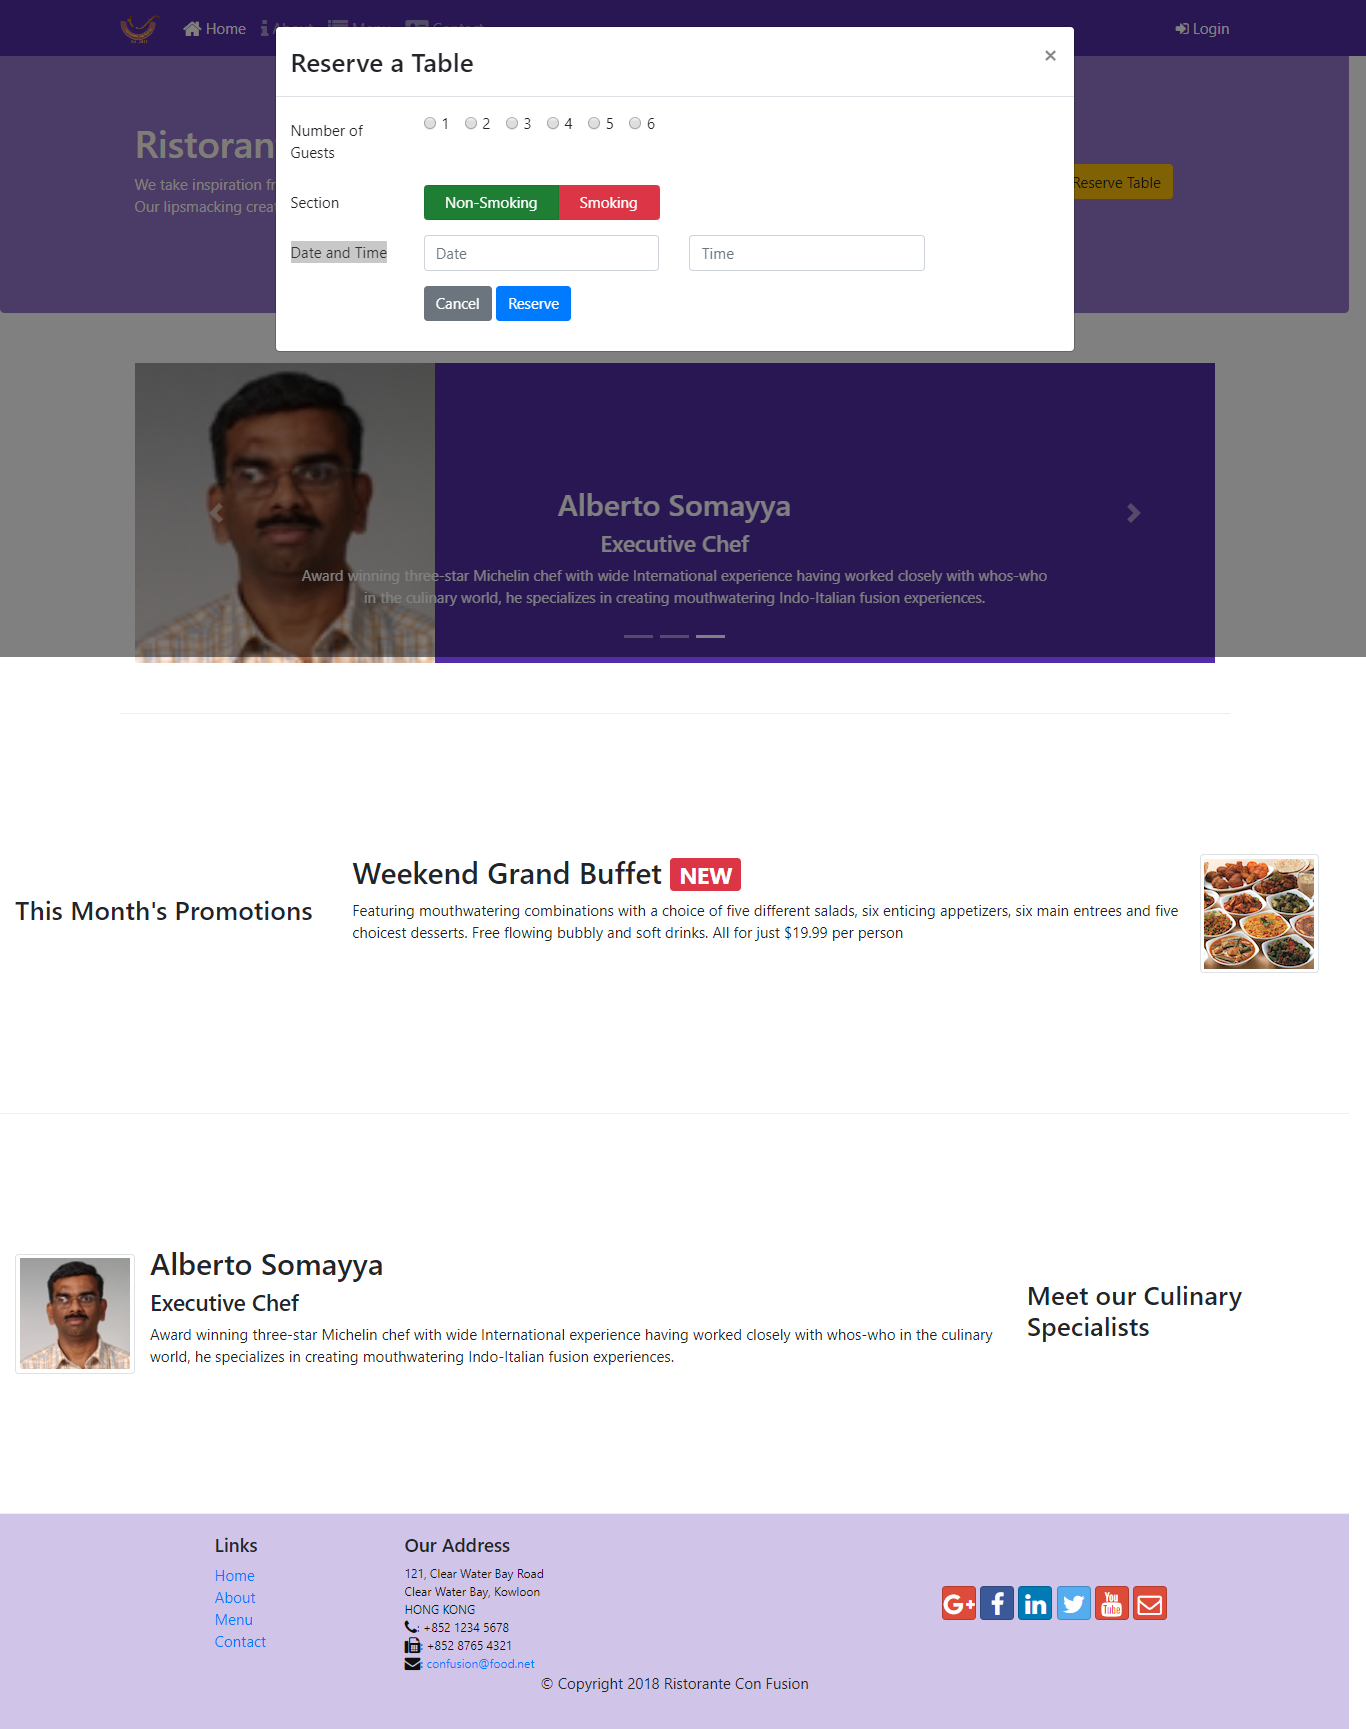 Home
Login
Reserve a Table
×
Number of
Guests
1 2 3 4 5 6
Ristoran
We take inspiration fr
Our lipsmacking crea
Reserve Table
Section
Non-Smoking Smoking
Date and Time
Date
Time
Cancel Reserve
Alberto Somayya
Executive Chef
Award winning three-star Michelin chef with wide International experience having worked closely with whos-who
in the culinary world, he specializes in creating mouthwatering Indo-Italian fusion experiences.
This Month's Promotions
Weekend Grand Buffet NEW
Featuring mouthwatering combinations with a choice of five different salads, six enticing appetizers, six main entrees and five
choicest desserts. Free flowing bubbly and soft drinks. All for just $19.99 per person
Alberto Somayya
Executive Chef
Award winning three-star Michelin chef with wide International experience having worked closely with whos-who in the culinary
world, he specializes in creating mouthwatering Indo-Italian fusion experiences.
Meet our Culinary
Specialists
Links
Home
About
Menu
Contact
Our Address
121, Clear Water Bay Road
Clear Water Bay, Kowloon
HONG KONG
: +852 1234 5678
: +852 8765 4321
: confusion@food.net
G+ f in You Tube
© Copyright 2018 Ristorante Con Fusion